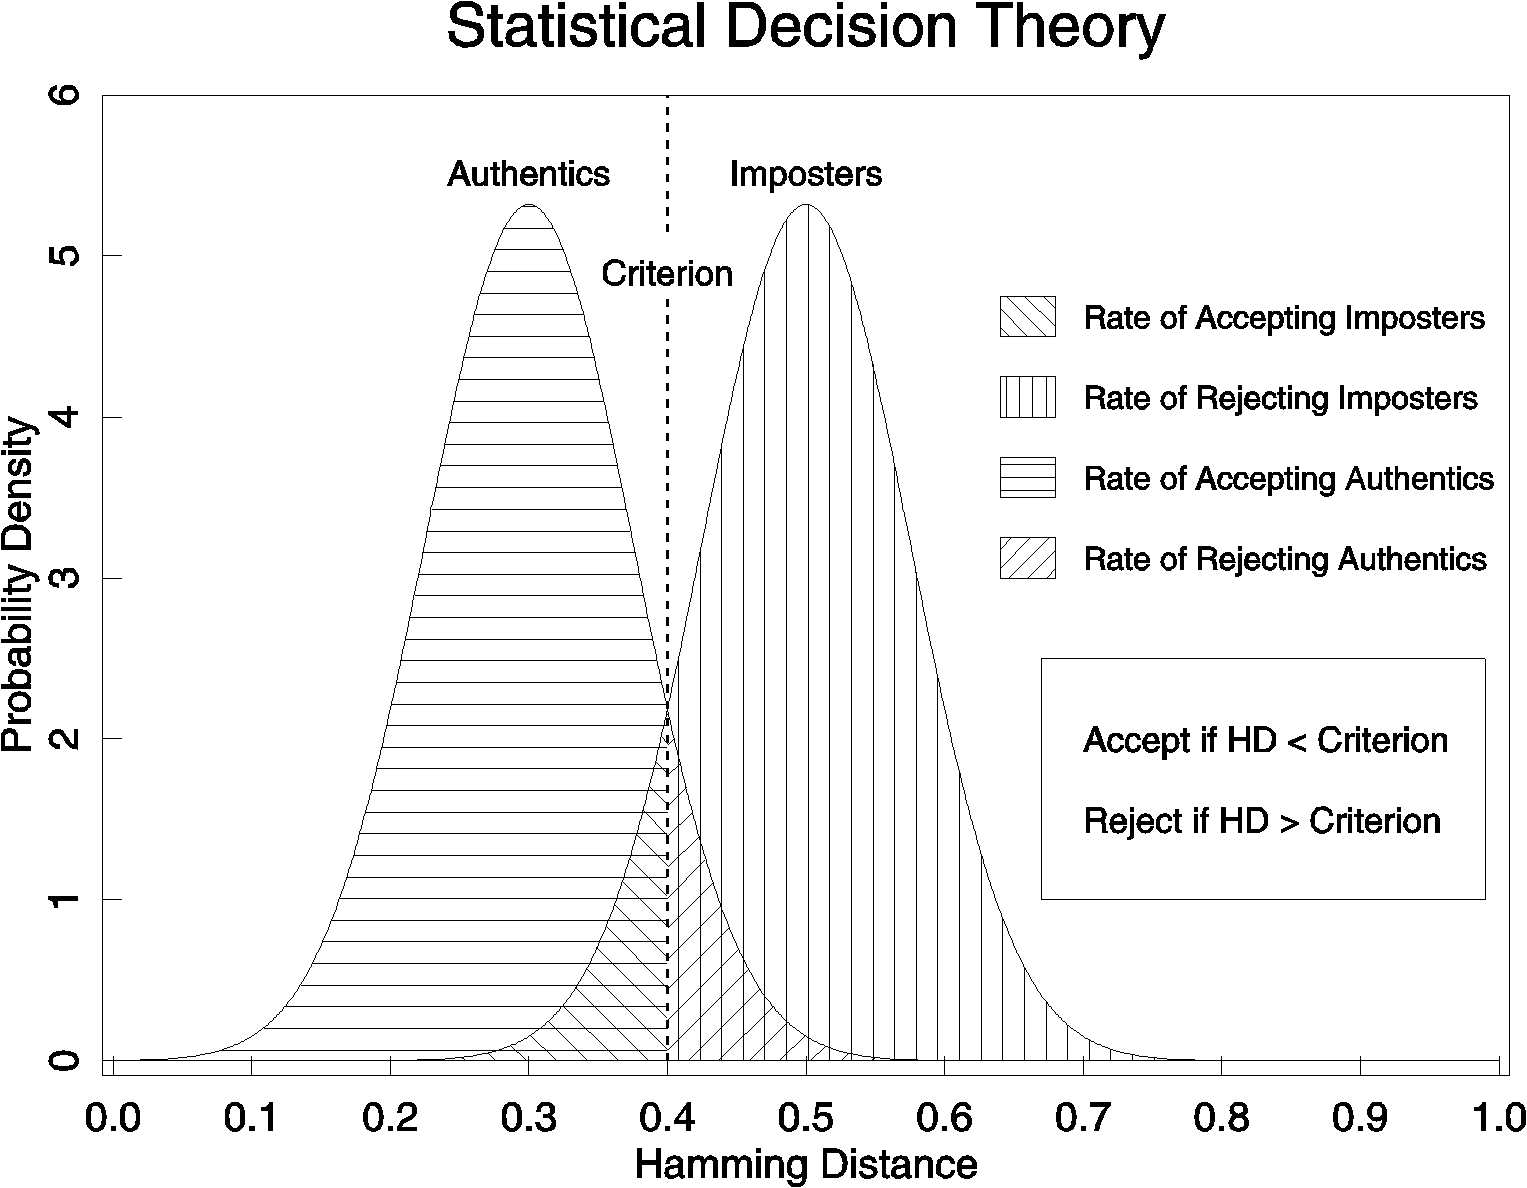 Statistical Decision Theory
6
Authentics
Imposters
5
Criterion
Rate of Accepting Imposters
4
Rate of Rejecting Imposters
Rate of Accepting Authentics
3
Rate of Rejecting Authentics
Probability Density
2
Accept if HD < Criterion
Reject if HD > Criterion
1
0
0.0 0.1 0.2 0.3 0.4 0.5 0.6 0.7 0.8 0.9 1.0
Hamming Distance